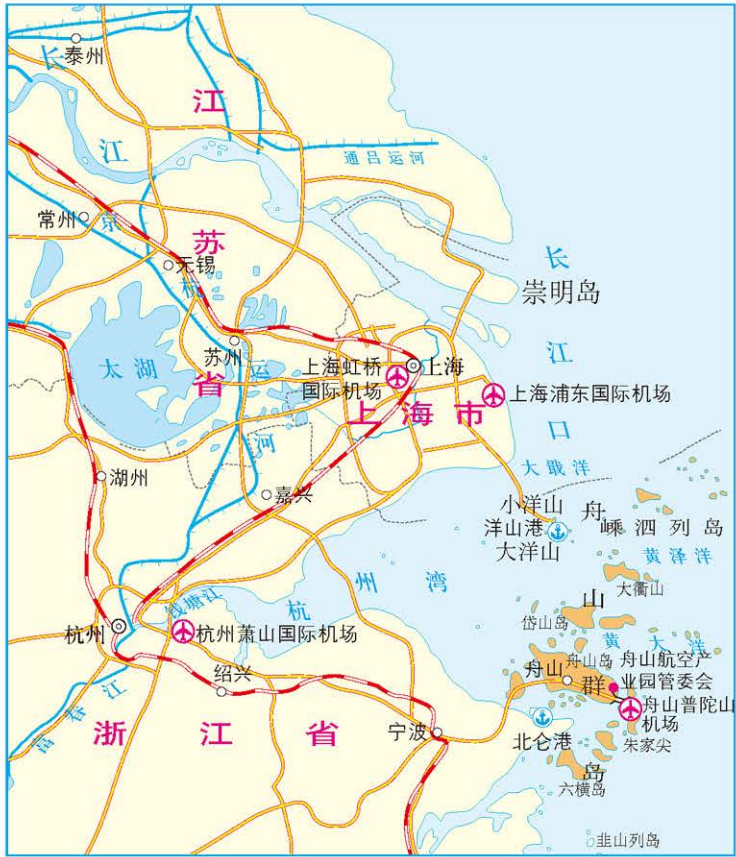 长
泰州
江
江
通吕运河
常州
京
苏
无锡
杭
长
崇明岛
太湖
苏州
运
省
上海虹桥
国际机场
上海
江
上海浦东国际机场
上海市
口
河
大戢洋
湖州
嘉兴
小洋山
洋山港
大洋山
舟
嵊泗列岛
黄泽洋
大衢山
杭州湾
钱塘江
山
岱山岛
杭州
杭州萧山国际机场
黄大洋
舟山
舟山岛
舟山航空产
业园管委会
群
绍兴
舟山普陀山
机场
富春江
浙江省
宁波
北仑港
朱家尖
岛
六横岛
韭山列岛